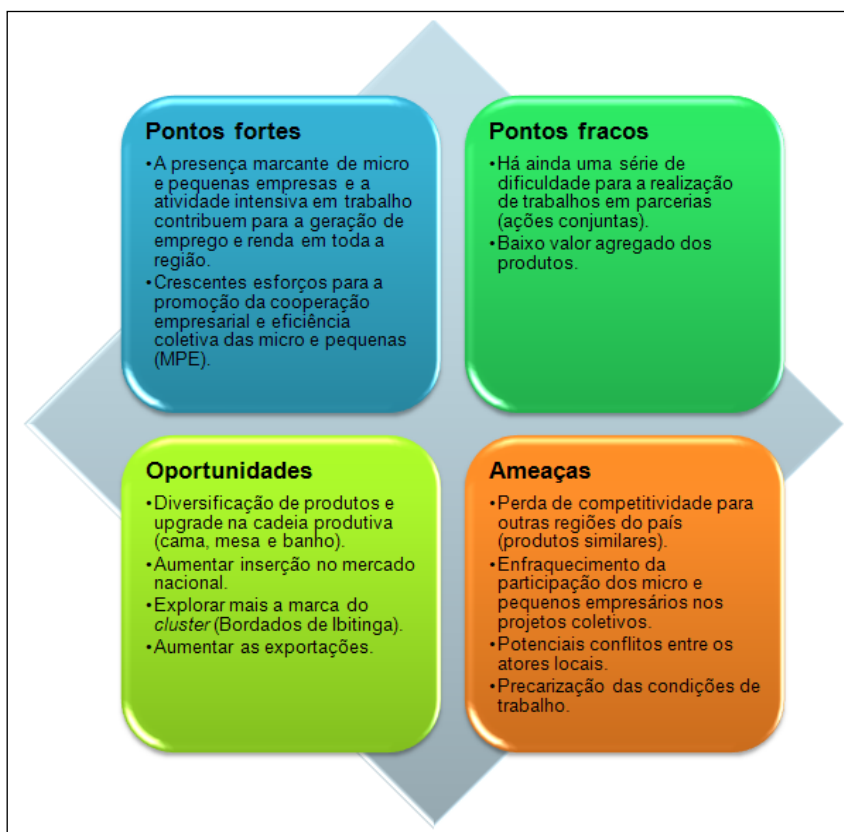 Pontos fortes
•A presença marcante de micro
e pequenas empresas e a
atividade intensiva em trabalho
contribuem para a geração de
emprego e renda em toda a
região.
•Crescentes esforços para a
promoção da cooperação
empresarial e eficiência
coletiva das micro e pequenas
(MPE).
Pontos fracos
•Há ainda uma série de
dificuldade para a realização
de trabalhos em parcerias
(ações conjuntas).
•Baixo valor agregado dos
produtos.
Oportunidades
•Diversificação de produtos e
upgrade na cadeia produtiva
(cama, mesa e banho).
•Aumentar inserção no mercado
nacional.
•Explorar mais a marca do
cluster (Bordados de Ibitinga).
•Aumentar as exportações.
Ameaças
•Perda de competitividade para
outras regiões do país
(produtos similares).
•Enfraquecimento da
participação dos micro e
pequenos empresários nos
projetos coletivos.
•Potenciais conflitos entre os
atores locais.
•Precarização das condições de
trabalho.